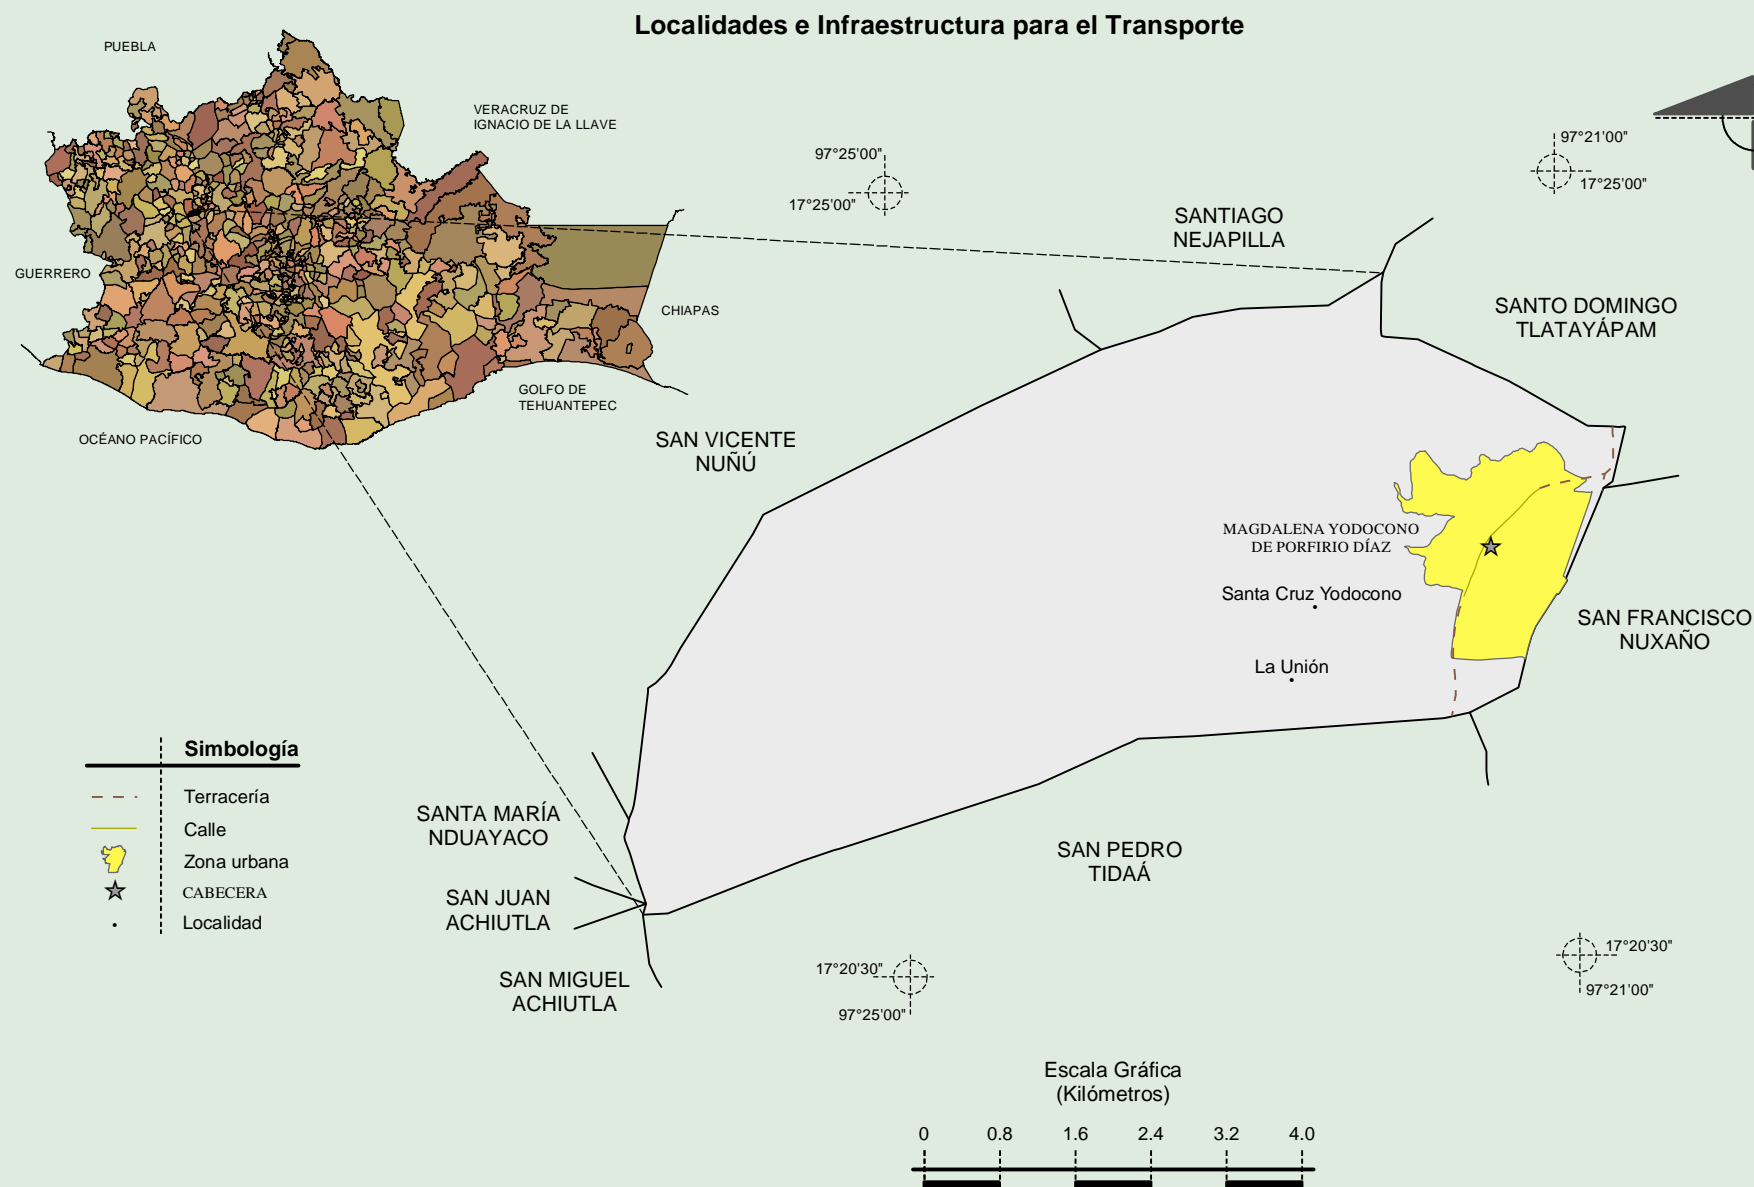 Localidades e Infraestructura para el Transporte
PUEBLA
VERACRUZ DE
IGNACIO DE LA LLAVE
GUERRERO
CHIAPAS
GOLFO DE
TEHUANTEPEC
OCÉANO PACÍFICO
97°25'00"
17°25'00"
97°21'00"
17°25'00"
SANTIAGO
NEJAPILLA
SANTO DOMINGO
TLATAYÁPAM
SAN VICENTE
NUÑÚ
MAGDALENA YODOCONO
DE PORFIRIO DÍAZ
Santa Cruz Yodocono
La Unión
SAN FRANCISCO
NUXAÑO
Simbología
Terracería
Calle
Zona urbana
CABECERA
Localidad
SANTA MARÍA
NDUAYACO
SAN JUAN
ACHIUTLA
SAN MIGUEL
ACHIUTLA
SAN PEDRO
TIDAÁ
17°20'30"
97°25'00"
17°20'30"
97°21'00"
Escala Gráfica
(Kilómetros)
0 0.8 1.6 2.4 3.2 4.0